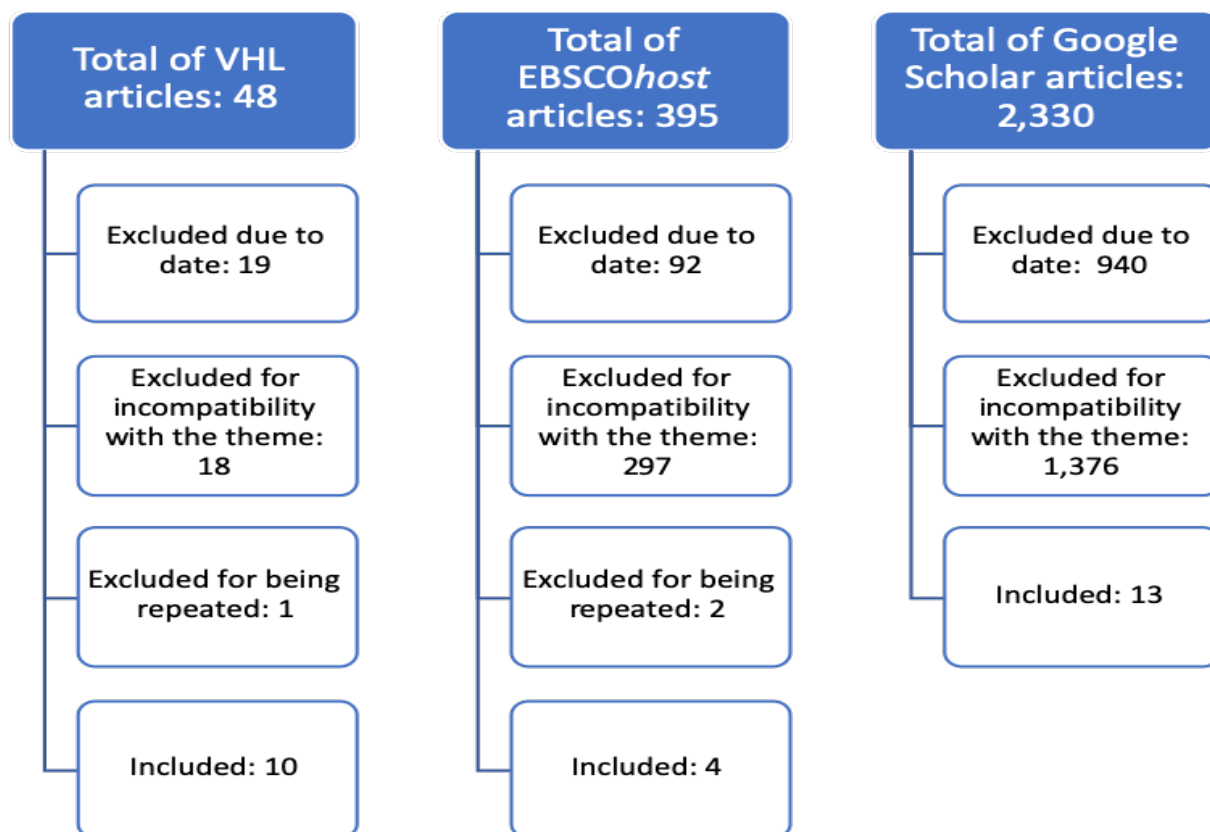 Total of VHL
articles: 48
Excluded due to
date: 19
Excluded for
incompatibility
with the theme:
18
Excluded for being
repeated: 1
Included: 10
Total of
EBSCOhost
articles: 395
Excluded due to
date: 92
Excluded for
incompatibility
with the theme:
297
Excluded for being
repeated: 2
Included: 4
Total of Google
Scholar articles:
2,330
Excluded due to
date: 940
Excluded for
incompatibility
with the theme:
1,376
Included: 13